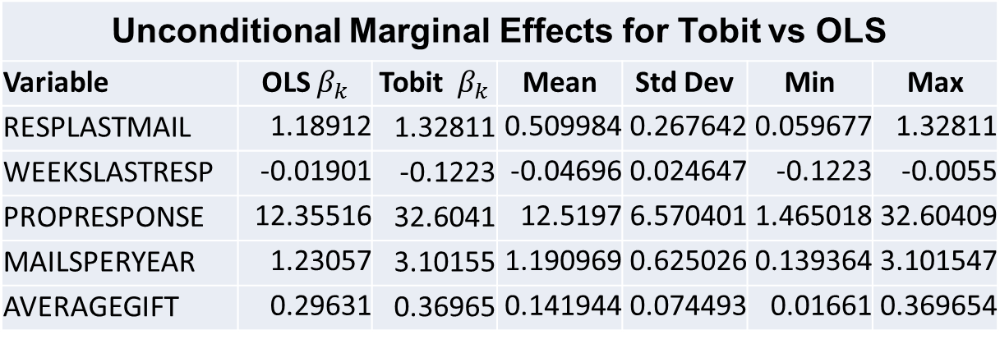 Unconditional Marginal Effects for Tobit vs OLS
Variable OLS βk Tobit βk Mean Std Dev Min Max
RESPLASTMAIL 1.18912 1.32811 0.509984 0.267642 0.059677 1.32811
WEEKSLASTRESP -0.01901 -0.1223 -0.04696 0.024647 -0.1223 -0.0055
PROPRESPONSE 12.35516 32.6041 12.5197 6.570401 1.465018 32.60409
MAILSPERYEAR 1.23057 3.10155 1.190969 0.625026 0.139364 3.101547
AVERAGEGIFT 0.29631 0.36965 0.141944 0.074493 0.01661 0.369654